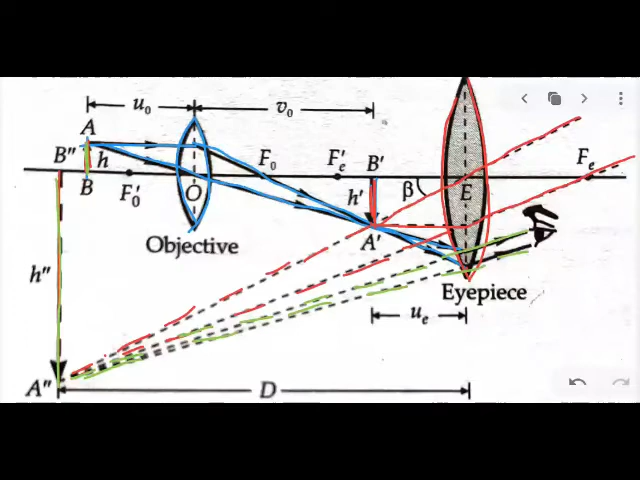 u₀
v₀
A
B"
h
F₀
F'ₑ
B'
Fₑ
B
F'₀
O
h'
β
E
A'
Objective
h"
Eyepiece
uₑ
A"
D